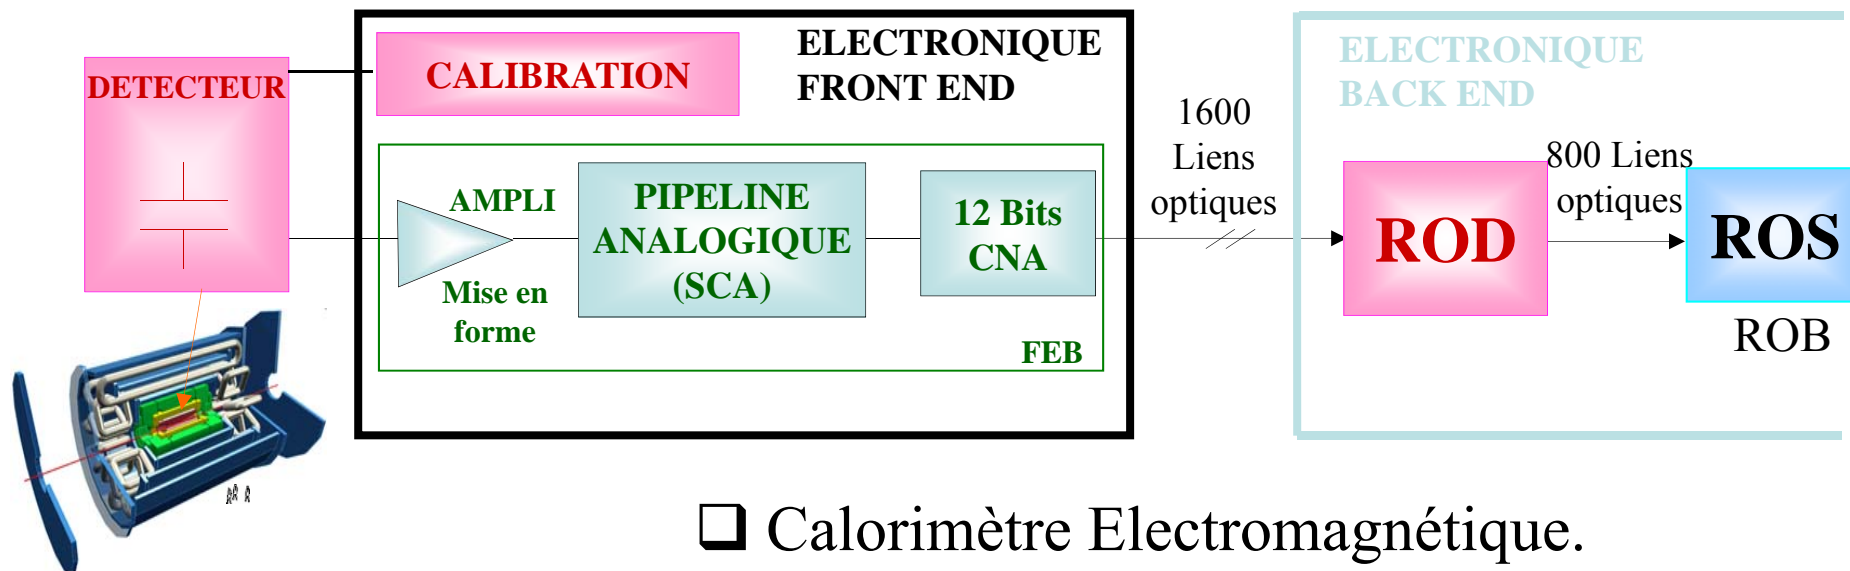 DETECTEUR
CALIBRATION
ELECTRONIQUE
FRONT END
AMPLI
Mise en
forme
PIPELINE
ANALOGIQUE
(SCA)
12 Bits
CNA
FEB
1600
Liens
optiques
ELECTRONIQUE
BACK END
ROD
800 Liens
optiques
ROS
ROB
❑ Calorimètre Electromagnétique.